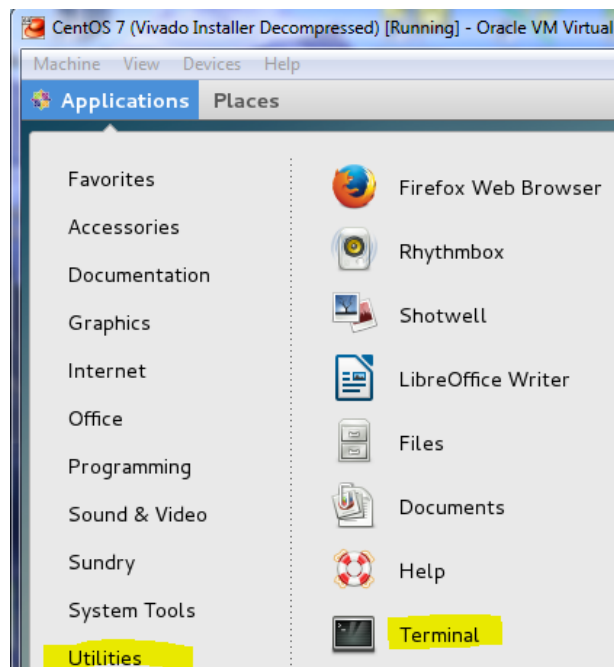 CentOS 7 (Vivado Installer Decompressed) [Running] - Oracle VM Virtual
Machine View Devices Help
Applications Places
Favorites
Accessories
Documentation
Graphics
Internet
Office
Programming
Sound & Video
Sundry
System Tools
Utilities
Firefox Web Browser
Rhythmbox
Shotwell
LibreOffice Writer
Files
Documents
Help
Terminal